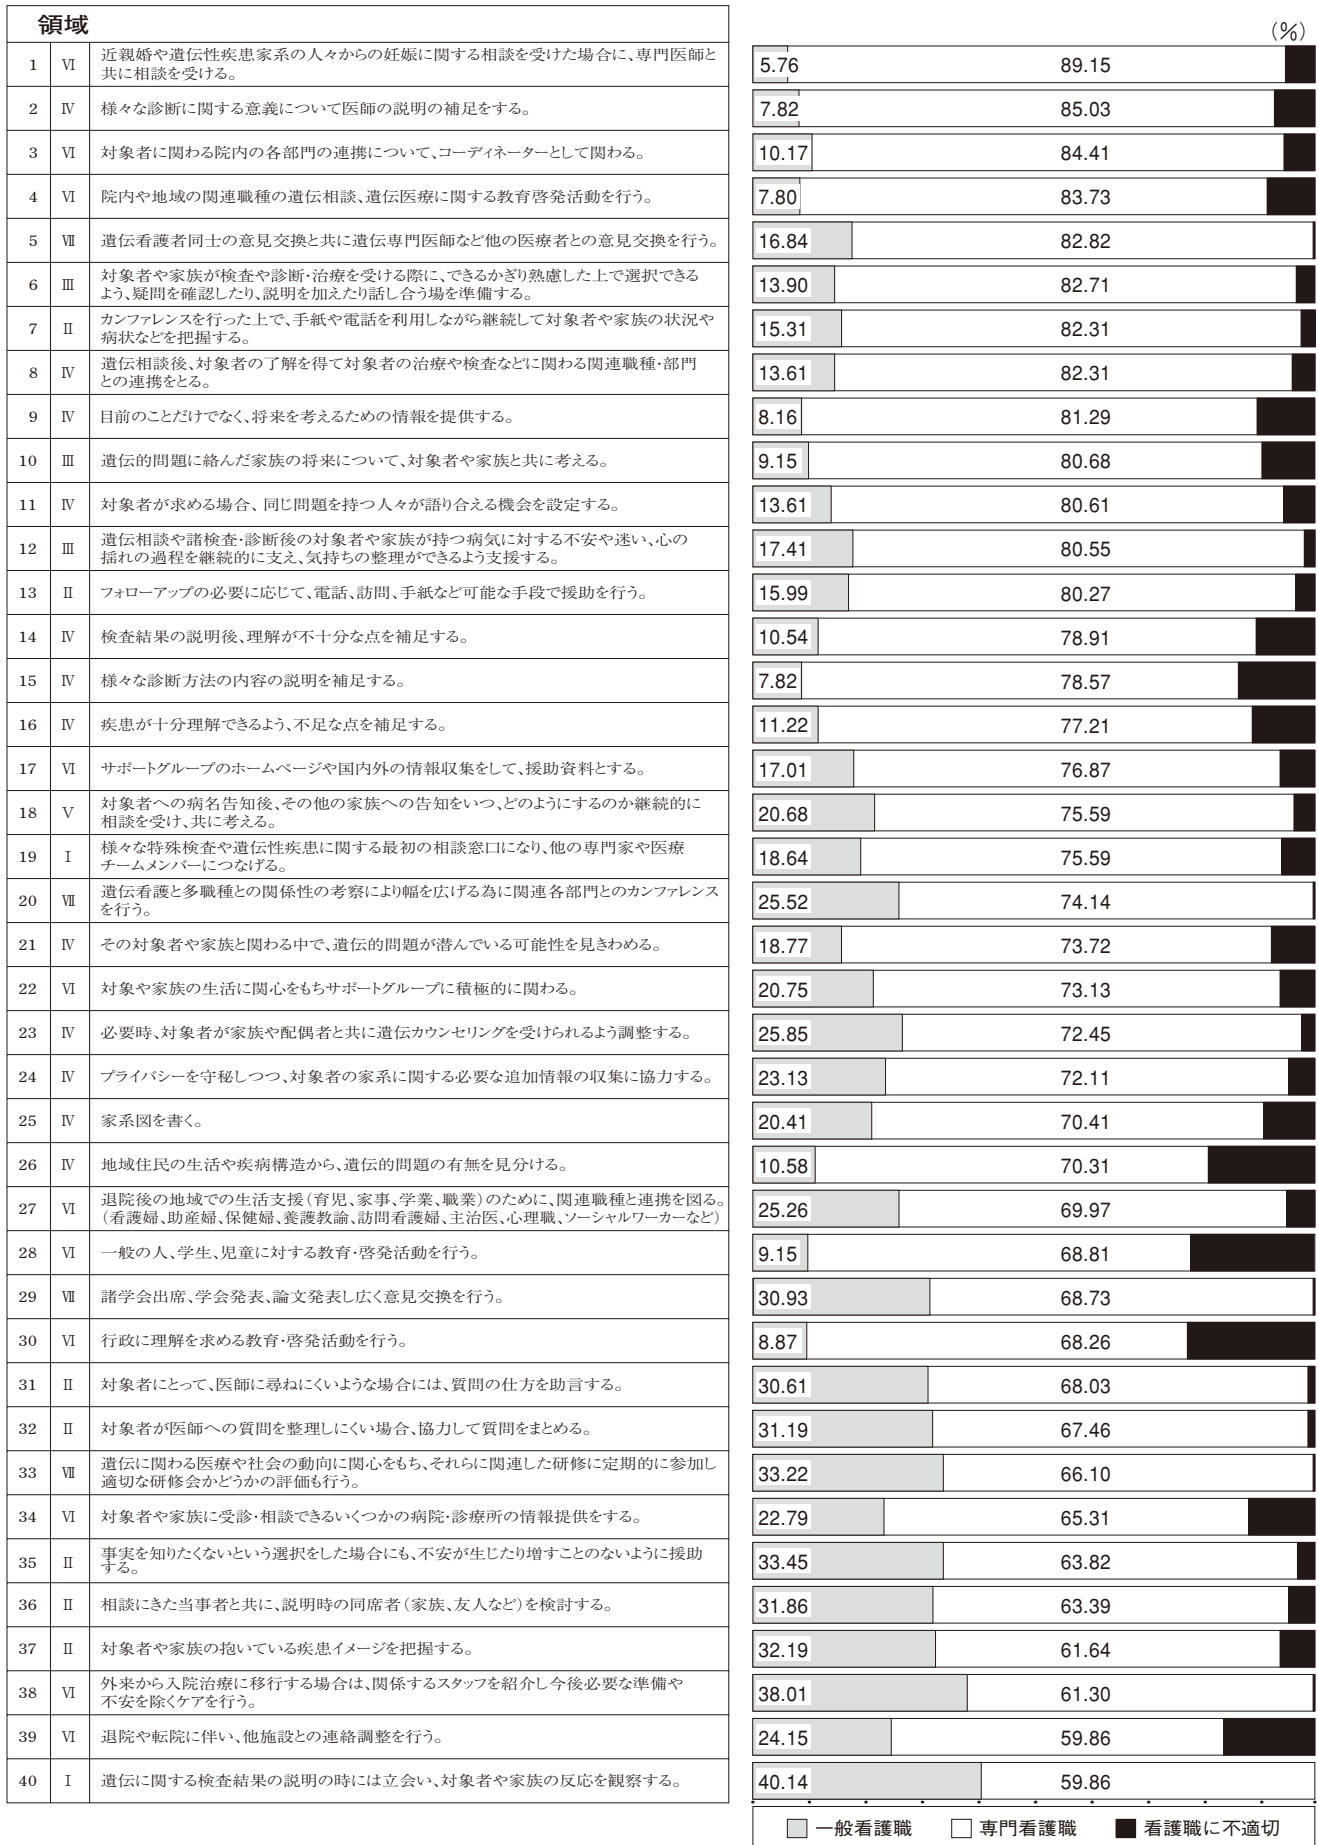 領域
(%)
1 Ⅵ 近親婚や遺伝性疾患家系の人々からの妊娠に関する相談を受けた場合に、専門医師と
共に相談を受ける。
5.76 89.15
2 Ⅳ 様々な診断に関する意義について医師の説明の補足をする。
7.82 85.03
3 Ⅵ 対象者に関わる院内の各部門の連携について、コーディネーターとして関わる。
10.17 84.41
4 Ⅵ 院内や地域の関連職種の遺伝相談、遺伝医療に関する教育啓発活動を行う。
7.80 83.73
5 Ⅶ 遺伝看護者同士の意見交換と共に遺伝専門医師など他の医療者との意見交換を行う。
16.84 82.82
6 Ⅲ 対象者や家族が検査や診断・治療を受ける際に、できるかぎり熟慮した上で選択できる
よう、疑問を確認したり、説明を加えたり話し合う場を準備する。
13.90 82.71
7 Ⅱ カンファレンスを行った上で、手紙や電話を利用しながら継続して対象者や家族の状況や
病状などを把握する。
15.31 82.31
8 Ⅳ 遺伝相談後、対象者の了解を得て対象者の治療や検査などに関わる関連職種・部門
との連携をとる。
13.61 82.31
9 Ⅳ 目前のことだけでなく、将来を考えるための情報を提供する。
8.16 81.29
10 Ⅲ 遺伝的問題に絡んだ家族の将来について、対象者や家族と共に考える。
9.15 80.68
11 Ⅳ 対象者が求める場合、同じ問題を持つ人々が語り合える機会を設定する。
13.61 80.61
12 Ⅲ 遺伝相談や諸検査・診断後の対象者や家族が持つ病気に対する不安や迷い、心の
揺れの過程を継続的に支え、気持ちの整理ができるよう支援する。
17.41 80.55
13 Ⅱ フォローアップの必要に応じて、電話、訪問、手紙など可能な手段で援助を行う。
15.99 80.27
14 Ⅳ 検査結果の説明後、理解が不十分な点を補足する。
10.54 78.91
15 Ⅳ 様々な診断方法の内容の説明を補足する。
7.82 78.57
16 Ⅳ 疾患が十分理解できるよう、不足な点を補足する。
11.22 77.21
17 Ⅵ サポートグループのホームページや国内外の情報収集をして、援助資料とする。
17.01 76.87
18 Ⅴ 対象者への病名告知後、その他の家族への告知をいつ、どのようにするのか継続的に
相談を受け、共に考える。
20.68 75.59
19 Ⅰ 様々な特殊検査や遺伝性疾患に関する最初の相談窓口になり、他の専門家や医療
チームメンバーにつなげる。
18.64 75.59
20 Ⅶ 遺伝看護と多職種との関係性の考察により幅を広げる為に関連各部門とのカンファレンス
を行う。
25.52 74.14
21 Ⅳ その対象者や家族と関わる中で、遺伝的問題が潜んでいる可能性を見きわめる。
18.77 73.72
22 Ⅵ 対象や家族の生活に関心をもちサポートグループに積極的に関わる。
20.75 73.13
23 Ⅳ 必要時、対象者が家族や配偶者と共に遺伝カウンセリングを受けられるよう調整する。
25.85 72.45
24 Ⅳ プライバシーを守秘しつつ、対象者の家系に関する必要な追加情報の収集に協力する。
23.13 72.11
25 Ⅳ 家系図を書く。
20.41 70.41
26 Ⅳ 地域住民の生活や疾病構造から、遺伝的問題の有無を見分ける。
10.58 70.31
27 Ⅵ 退院後の地域での生活支援(育児、家事、学業、職業)のために、関連職種と連携を図る。
(看護婦、助産婦、保健婦、養護教諭、訪問看護婦、主治医、心理職、ソーシャルワーカーなど)
25.26 69.97
28 Ⅵ 一般の人、学生、児童に対する教育・啓発活動を行う。
9.15 68.81
29 Ⅶ 諸学会出席、学会発表、論文発表し広く意見交換を行う。
30.93 68.73
30 Ⅵ 行政に理解を求める教育・啓発活動を行う。
8.87 68.26
31 Ⅱ 対象者にとって、医師に尋ねにくいような場合には、質問の仕方を助言する。
30.61 68.03
32 Ⅱ 対象者が医師への質問を整理しにくい場合、協力して質問をまとめる。
31.19 67.46
33 Ⅶ 遺伝に関わる医療や社会の動向に関心をもち、それらに関連した研修に定期的に参加し
適切な研修会かどうかの評価も行う。
33.22 66.10
34 Ⅵ 対象者や家族に受診・相談できるいくつかの病院・診療所の情報提供をする。
22.79 65.31
35 Ⅱ 事実を知りたくないという選択をした場合にも、不安が生じたり増すことのないように援助
する。
33.45 63.82
36 Ⅱ 相談にきた当事者と共に、説明時の同席者(家族、友人など)を検討する。
31.86 63.39
37 Ⅱ 対象者や家族の抱いている疾患イメージを把握する。
32.19 61.64
38 Ⅵ 外来から入院治療に移行する場合は、関係するスタッフを紹介し今後必要な準備や
不安を除くケアを行う。
38.01 61.30
39 Ⅵ 退院や転院に伴い、他施設との連絡調整を行う。
24.15 59.86
40 Ⅰ 遺伝に関する検査結果の説明の時には立会い、対象者や家族の反応を観察する。
40.14 59.86
一般看護職 専門看護職 看護職に不適切